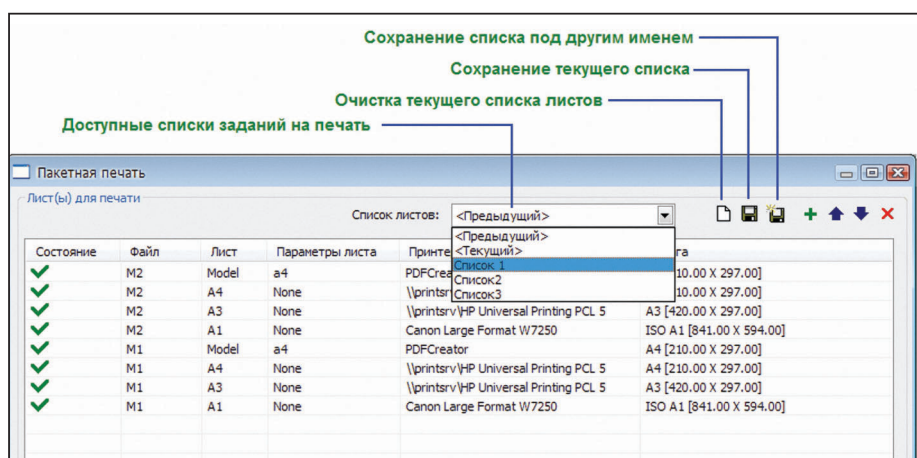 Сохранение списка под другим именем
Сохранение текущего списка
Очистка текущего списка листов
Доступные списки заданий на печать
Пакетная печать
Лист(ы) для печати
Список листов: <Предыдущий>
<Предыдущий>
<Текущий>
Список 1
Список2
Список3
Состояние Файл Лист Параметры листа
M2 Model a4 10.00 X 297.00]
M2 A4 None 10.00 X 297.00]
M2 A3 None \\printsrv\HP Universal Printing PCL 5 A3 [420.00 X 297.00]
M2 A1 None Canon Large Format W7250 ISO A1 [841.00 X 594.00]
M1 Model a4 PDFCreator A4 [210.00 X 297.00]
M1 A4 None \\printsrv\HP Universal Printing PCL 5 A4 [210.00 X 297.00]
M1 A3 None \\printsrv\HP Universal Printing PCL 5 A3 [420.00 X 297.00]
M1 A1 None Canon Large Format W7250 ISO A1 [841.00 X 594.00]